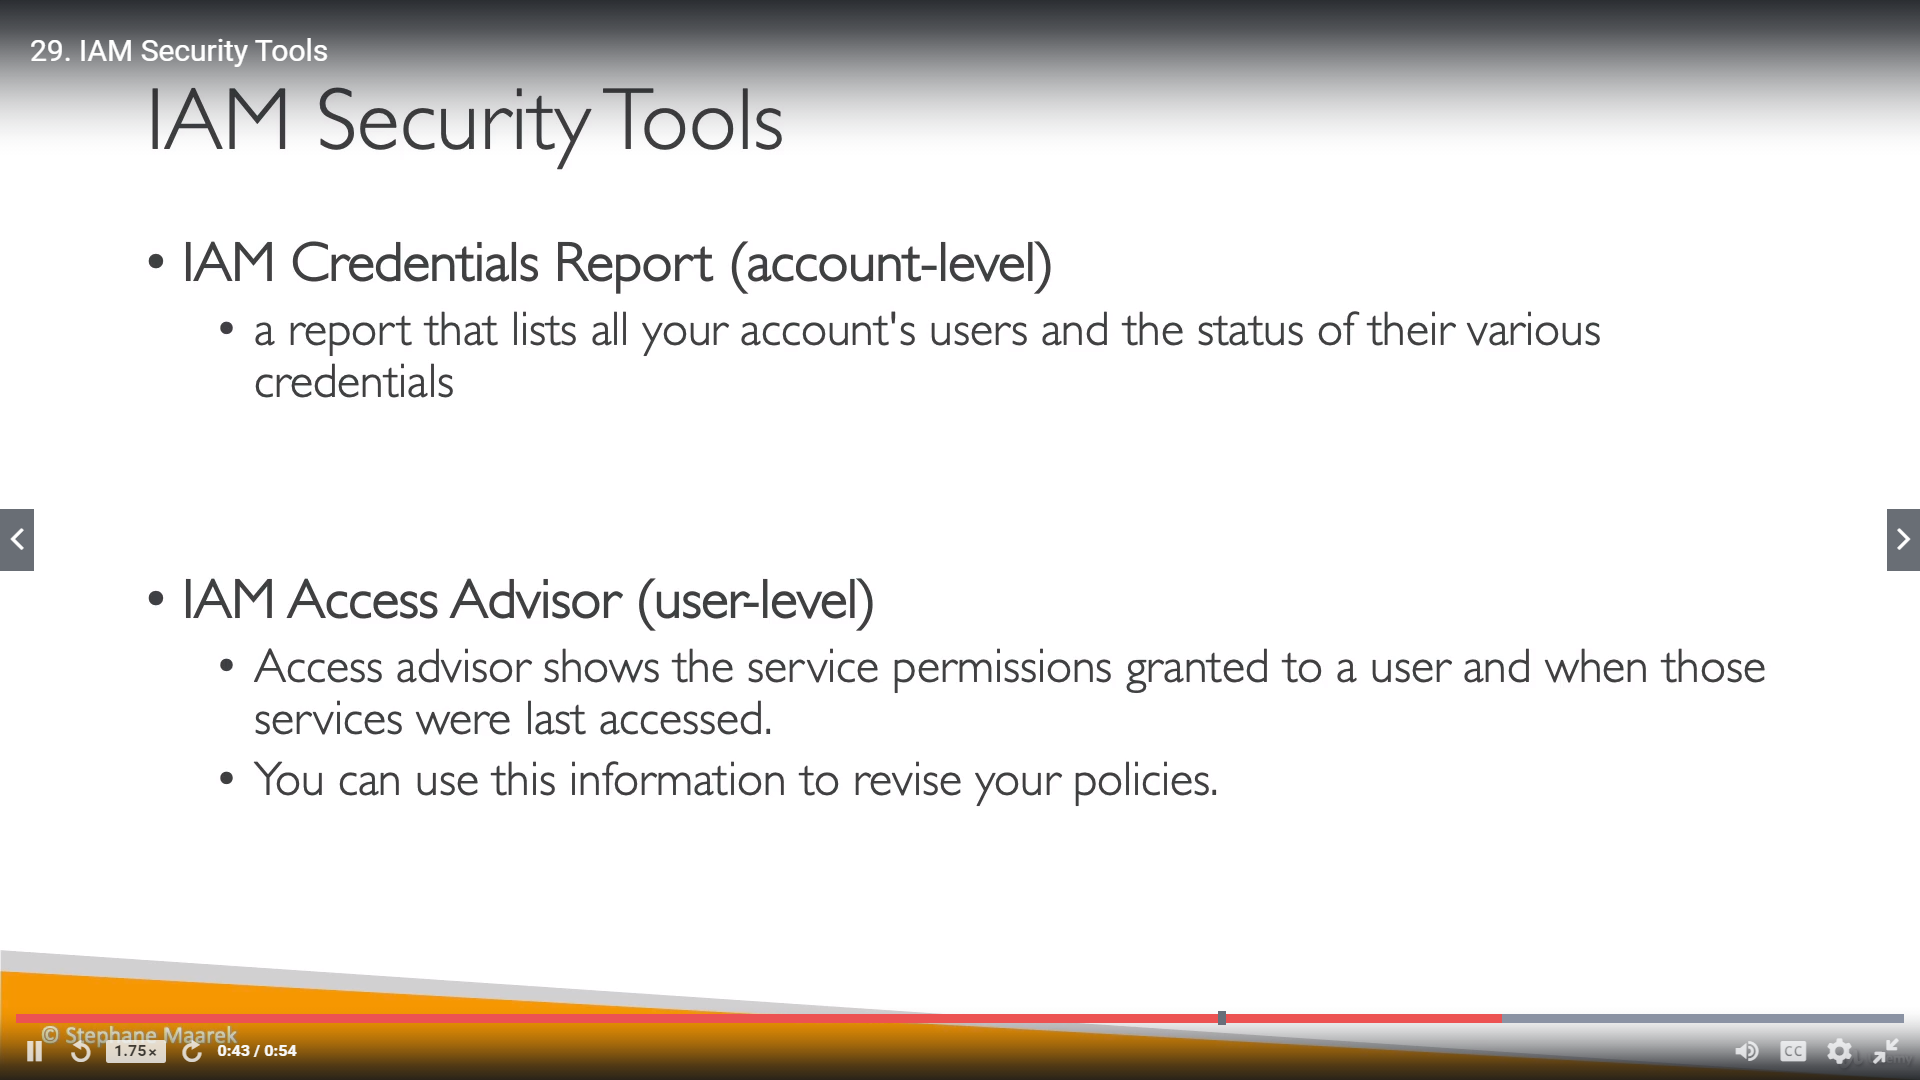 29. IAM Security Tools
IAM Security Tools
• IAM Credentials Report (account-level)
• a report that lists all your account's users and the status of their various
credentials
• IAM Access Advisor (user-level)
• Access advisor shows the service permissions granted to a user and when those
services were last accessed.
• You can use this information to revise your policies.
© Stephane Maarek
1.75×
0:43 / 0:54
CC